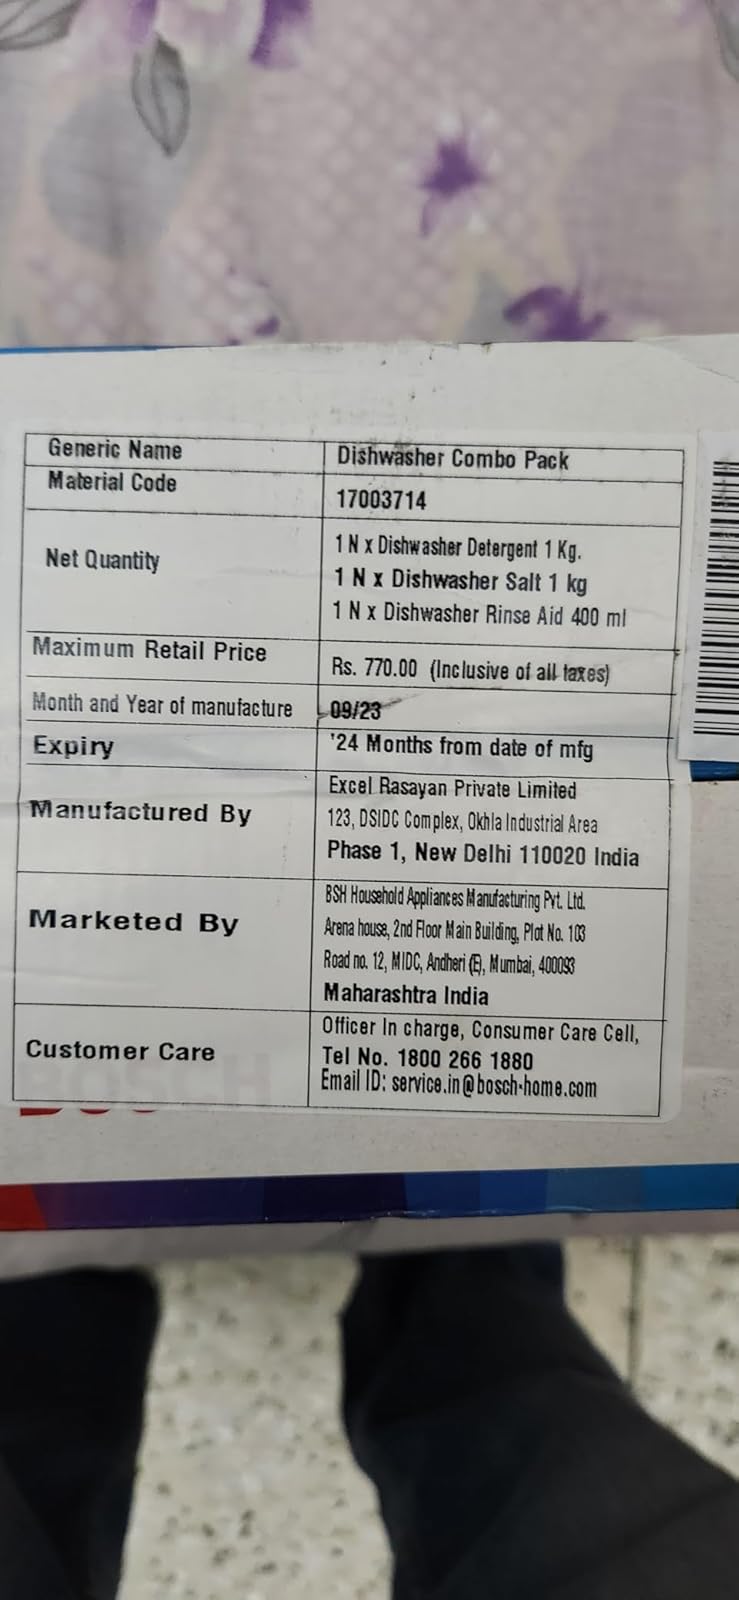 Generic Name
Dishwasher Combo Pack
Material Code
17003714
Net Quantity
1 N x Dishwasher Detergent 1 Kg.
1 N x Dishwasher Salt 1 kg
1 N x Dishwasher Rinse Aid 400 ml
Maximum Retail Price
Rs. 770.00 (Inclusive of all taxes)
Month and Year of manufacture
09/23
Expiry
'24 Months from date of mfg
Manufactured By
Excel Rasayan Private Limited
123, DSIDC Complex, Okhla Industrial Area
Phase 1, New Delhi 110020 India
Marketed By
BSH Household Appliances Manufacturing Pvt. Ltd.
Arena house, 2nd Floor Main Building, Plot No. 103
Road no. 12, MIDC, Andheri (E), Mumbai, 400093
Maharashtra India
Customer Care
Officer In charge, Consumer Care Cell,
Tel No. 1800 266 1880
Email ID: service.in@bosch-home.com